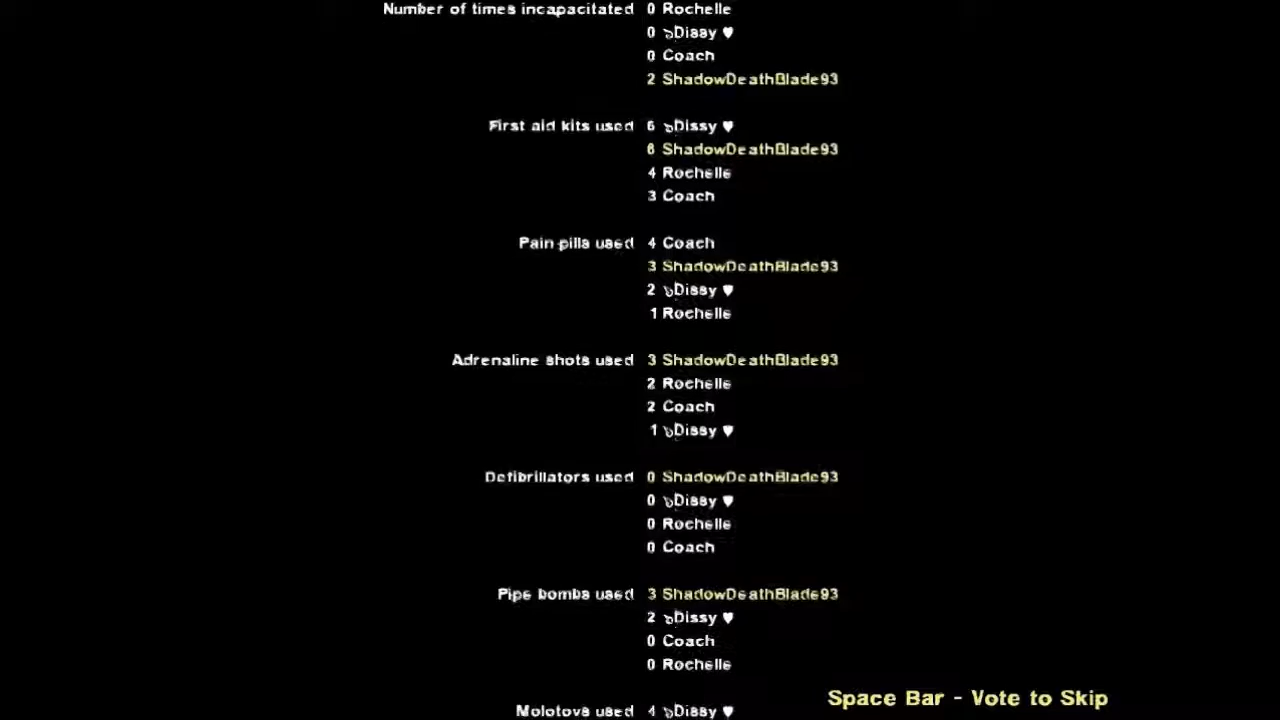 Number of times incapacitated 0 Rochelle
0 ঌDissy ♥
0 Coach
2 ShadowDeathBlade93
First aid kits used 6 ঌDissy ♥
6 ShadowDeathBlade93
4 Rochelle
3 Coach
Pain pills used 4 Coach
3 ShadowDeathBlade93
2 ঌDissy ♥
1 Rochelle
Adrenaline shots used 3 ShadowDeathBlade93
2 Rochelle
2 Coach
1 ঌDissy ♥
Defibrillators used 0 ShadowDeathBlade93
0 ঌDissy ♥
0 Rochelle
0 Coach
Pipe bombs used 3 ShadowDeathBlade93
2 ঌDissy ♥
0 Coach
0 Rochelle
Space Bar - Vote to Skip
Molotovs used 4 ঌDissy ♥